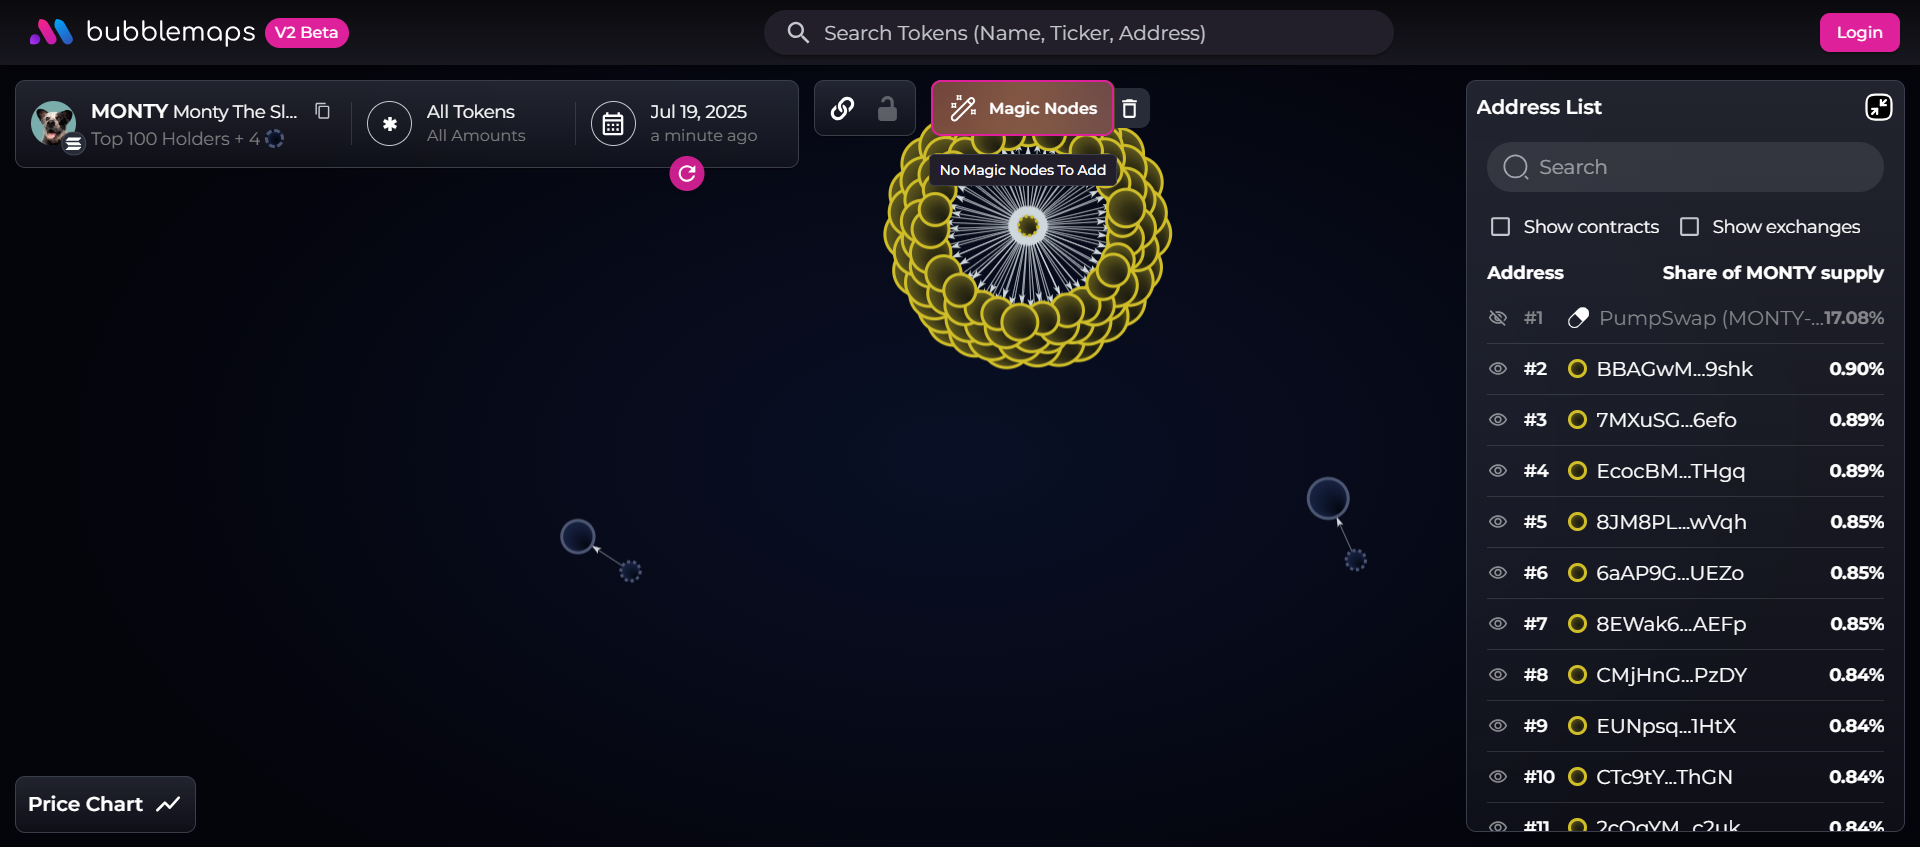 bubblemaps V2 Beta
Search Tokens (Name, Ticker, Address)
Login
MONTY Monty The Sl...
Top 100 Holders + 4
All Tokens
All Amounts
Jul 19, 2025
a minute ago
Magic Nodes
No Magic Nodes To Add
Address List
Search
Show contracts
Show exchanges
Address Share of MONTY supply
#1 PumpSwap (MONTY-...17.08%
#2 BBAGwM...9shk 0.90%
#3 7MXuSG...6efo 0.89%
#4 EcocBM...THgq 0.89%
#5 8JM8PL...wVqh 0.85%
#6 6aAP9G...UEZo 0.85%
#7 8EWak6...AEFp 0.85%
#8 CMjHnG...PzDY 0.84%
#9 EUNpsq...1HtX 0.84%
#10 CTc9tY...ThGN 0.84%
#11 0.84%
Price Chart